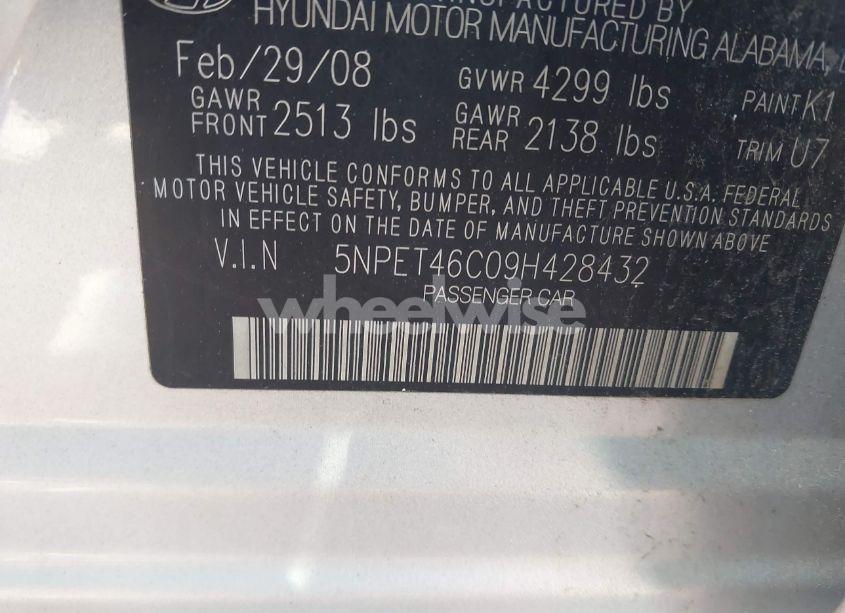 MANUFACTURED BY
HYUNDAI MOTOR MANUFACTURING ALABAMA,
Feb/29/08 GVWR 4299 lbs PAINT K1
GAWR FRONT 2513 lbs GAWR REAR 2138 lbs TRIM U7
THIS VEHICLE CONFORMS TO ALL APPLICABLE U.S.A. FEDERAL
MOTOR VEHICLE SAFETY, BUMPER, AND THEFT PREVENTION STANDARDS
IN EFFECT ON THE DATE OF MANUFACTURE SHOWN ABOVE
V.I.N 5NPET46C09H428432
PASSENGER CAR
wheelwise